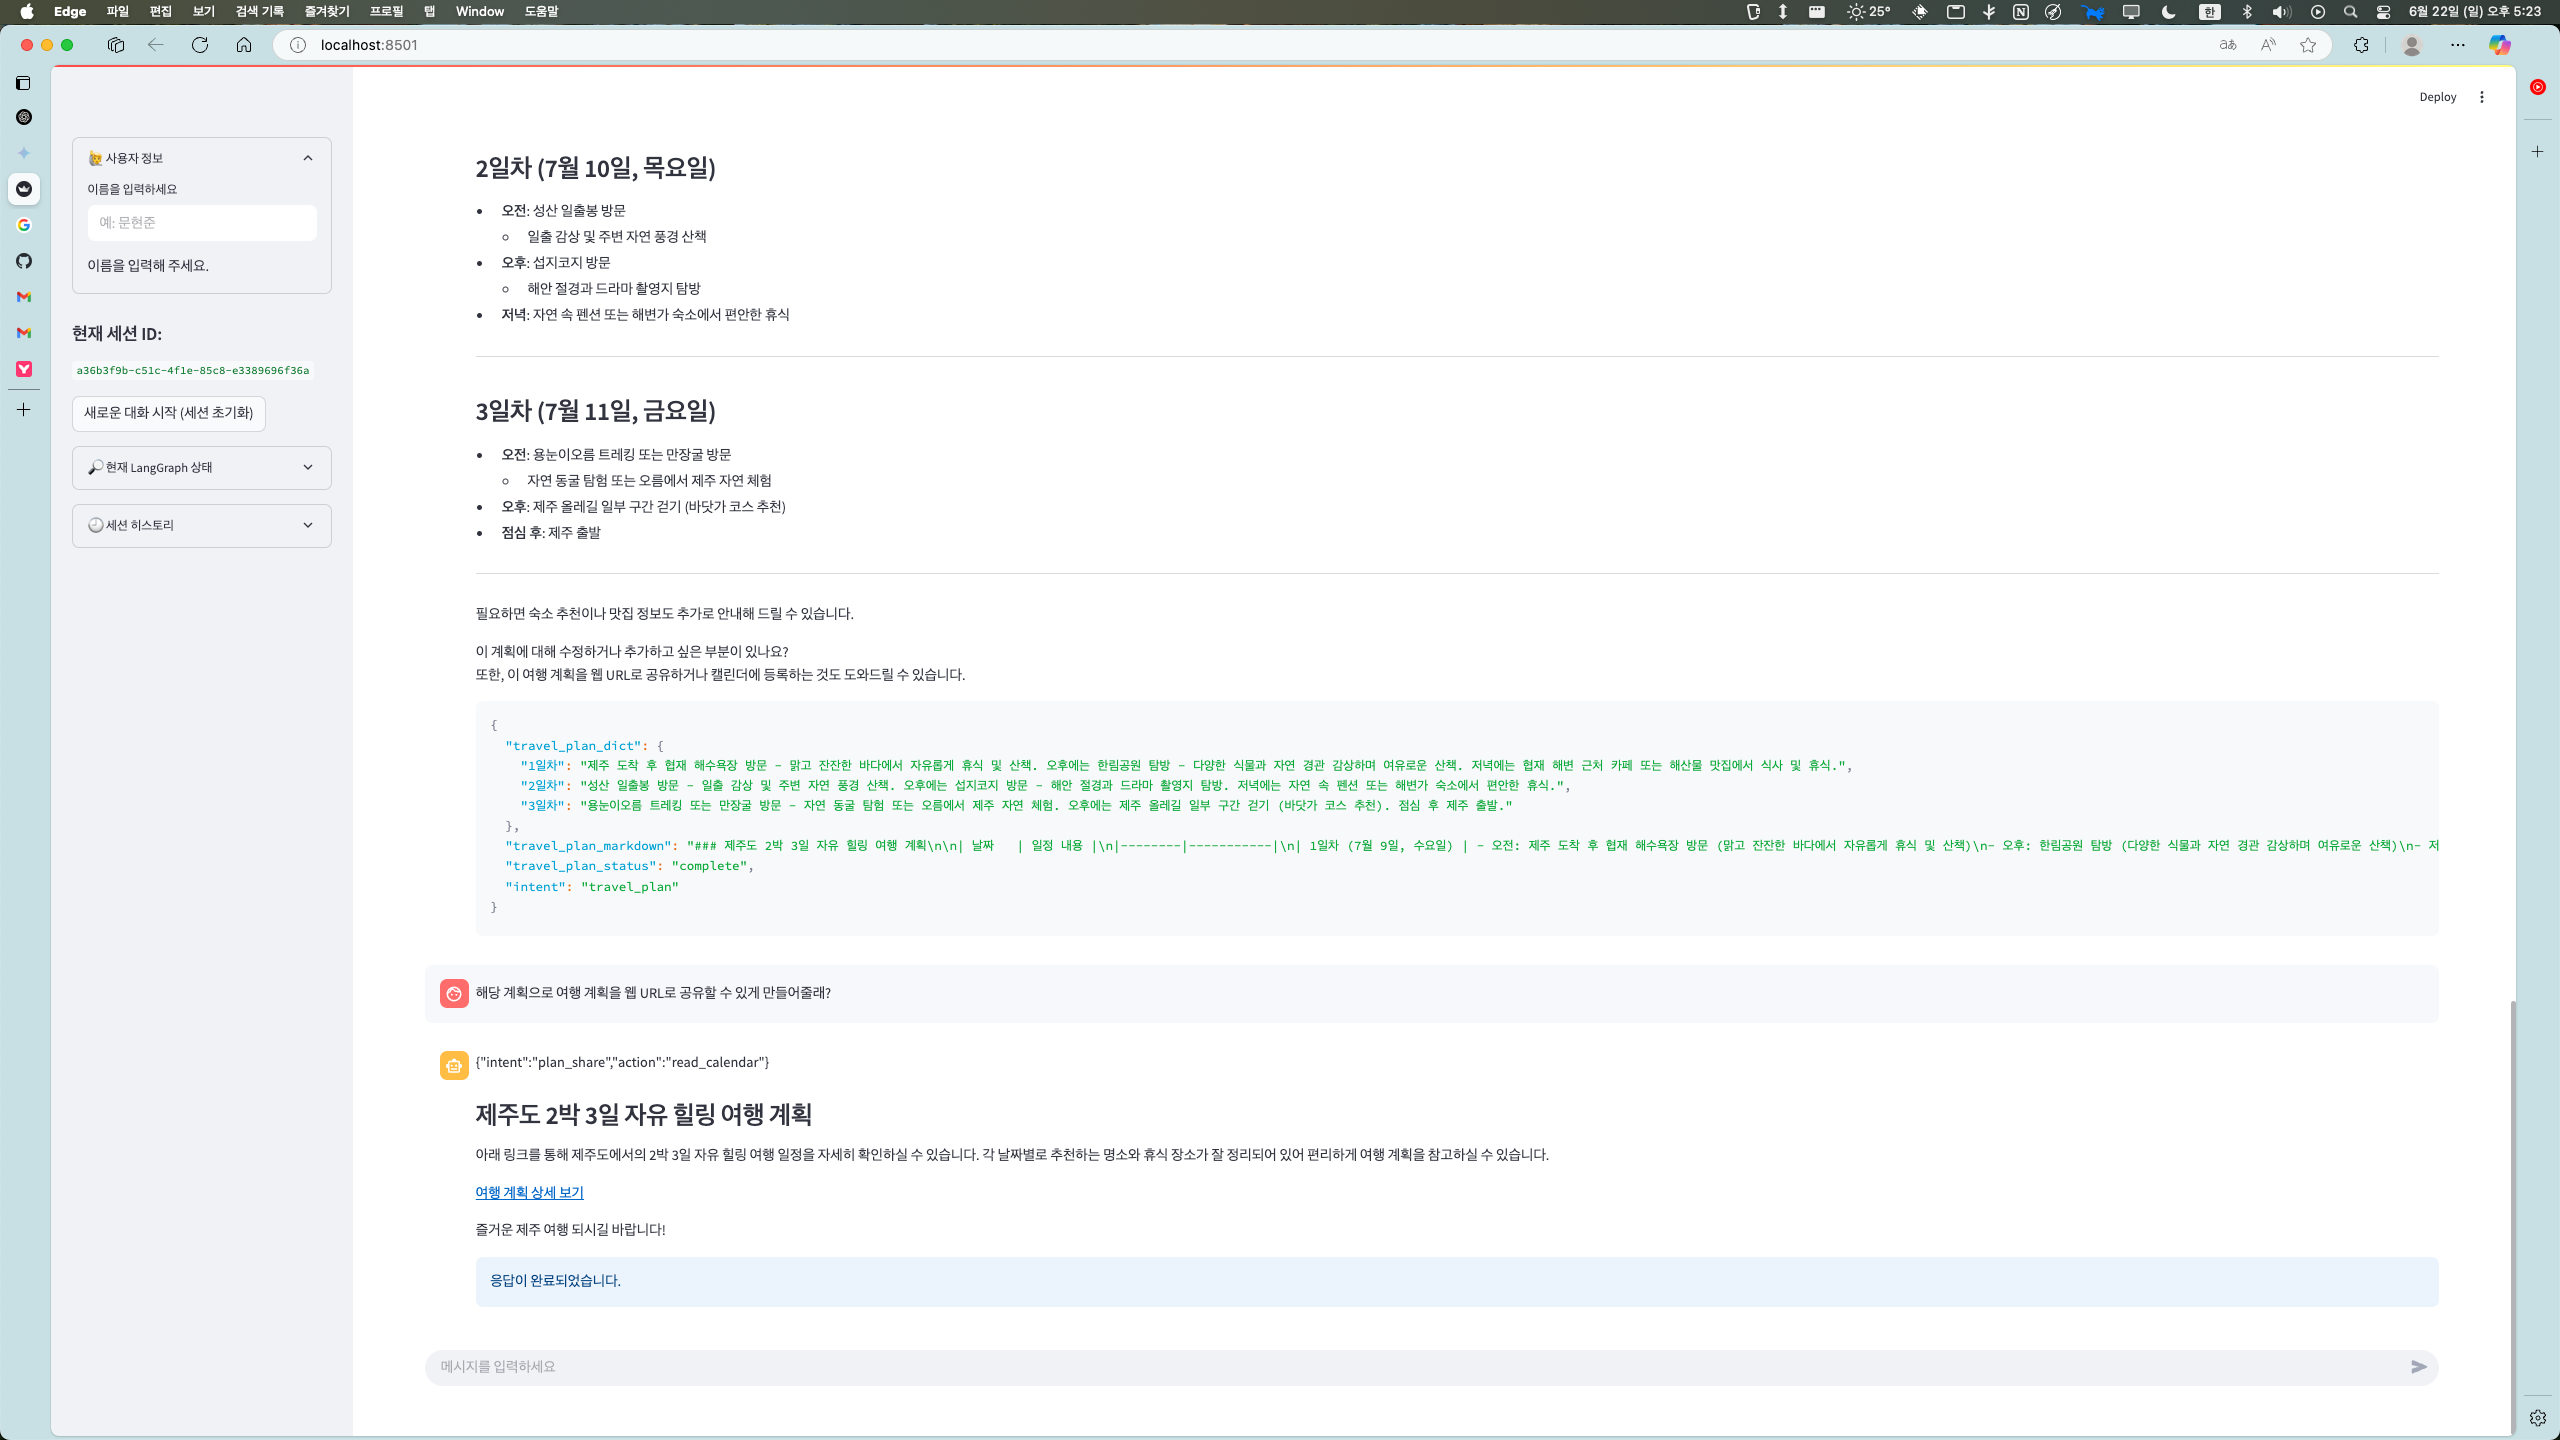 Edge 파일 편집 보기 검색 기록 즐겨찾기 프로필 탭 Window 도움말
25° 한 6월 22일 (일) 오후 5:23
localhost:8501
Deploy
🙋 사용자 정보
이름을 입력하세요
예: 문현준
이름을 입력해 주세요.
현재 세션 ID:
a36b3f9b-c51c-4f1e-85c8-e3389696f36a
새로운 대화 시작 (세션 초기화)
🔎 현재 LangGraph 상태
🕘 세션 히스토리
2일차 (7월 10일, 목요일)
• 오전: 성산 일출봉 방문
◦ 일출 감상 및 주변 자연 풍경 산책
• 오후: 섭지코지 방문
◦ 해안 절경과 드라마 촬영지 탐방
• 저녁: 자연 속 펜션 또는 해변가 숙소에서 편안한 휴식
3일차 (7월 11일, 금요일)
• 오전: 용눈이오름 트레킹 또는 만장굴 방문
◦ 자연 동굴 탐험 또는 오름에서 제주 자연 체험
• 오후: 제주 올레길 일부 구간 걷기 (바닷가 코스 추천)
• 점심 후: 제주 출발
필요하면 숙소 추천이나 맛집 정보도 추가로 안내해 드릴 수 있습니다.
이 계획에 대해 수정하거나 추가하고 싶은 부분이 있나요?
또한, 이 여행 계획을 웹 URL로 공유하거나 캘린더에 등록하는 것도 도와드릴 수 있습니다.
{
"travel_plan_dict": {
"1일차": "제주 도착 후 협재 해수욕장 방문 - 맑고 잔잔한 바다에서 자유롭게 휴식 및 산책. 오후에는 한림공원 탐방 - 다양한 식물과 자연 경관 감상하며 여유로운 산책. 저녁에는 협재 해변 근처 카페 또는 해산물 맛집에서 식사 및 휴식.",
"2일차": "성산 일출봉 방문 - 일출 감상 및 주변 자연 풍경 산책. 오후에는 섭지코지 방문 - 해안 절경과 드라마 촬영지 탐방. 저녁에는 자연 속 펜션 또는 해변가 숙소에서 편안한 휴식.",
"3일차": "용눈이오름 트레킹 또는 만장굴 방문 - 자연 동굴 탐험 또는 오름에서 제주 자연 체험. 오후에는 제주 올레길 일부 구간 걷기 (바닷가 코스 추천). 점심 후 제주 출발."
},
"travel_plan_markdown": "### 제주도 2박 3일 자유 힐링 여행 계획\n\n| 날짜 | 일정 내용 |\n|--------|-----------|\n| 1일차 (7월 9일, 수요일) | - 오전: 제주 도착 후 협재 해수욕장 방문 (맑고 잔잔한 바다에서 자유롭게 휴식 및 산책)\n- 오후: 한림공원 탐방 (다양한 식물과 자연 경관 감상하며 여유로운 산책)\n- 저
"travel_plan_status": "complete",
"intent": "travel_plan"
}
해당 계획으로 여행 계획을 웹 URL로 공유할 수 있게 만들어줄래?
{"intent":"plan_share","action":"read_calendar"}
제주도 2박 3일 자유 힐링 여행 계획
아래 링크를 통해 제주도에서의 2박 3일 자유 힐링 여행 일정을 자세히 확인하실 수 있습니다. 각 날짜별로 추천하는 명소와 휴식 장소가 잘 정리되어 있어 편리하게 여행 계획을 참고하실 수 있습니다.
여행 계획 상세 보기
즐거운 제주 여행 되시길 바랍니다!
응답이 완료되었습니다.
메시지를 입력하세요